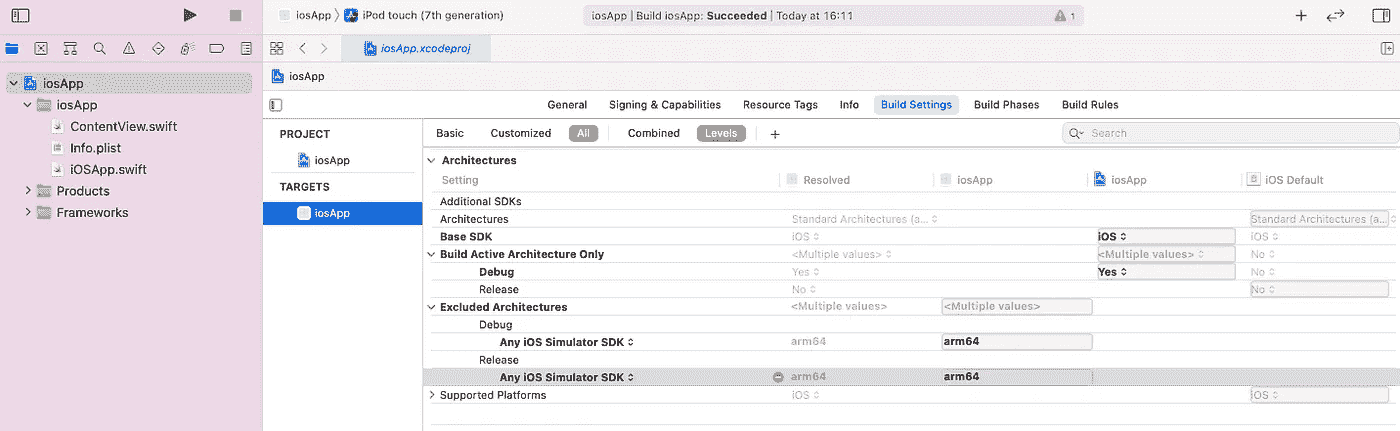 iosApp 〉 iPod touch (7th generation)
iosApp | Build iosApp: Succeeded | Today at 16:11
1
iosApp.xcodeproj
iosApp
iosApp
ContentView.swift
Info.plist
iOSApp.swift
Products
Frameworks
iosApp
General Signing & Capabilities Resource Tags Info Build Settings Build Phases Build Rules
PROJECT
iosApp
TARGETS
iosApp
Basic Customized All Combined Levels + Search
Architectures
Setting Resolved iosApp iosApp iOS Default
Additional SDKs
Architectures Standard Architectures (a... Standard Architectures (a...
Base SDK iOS iOS iOS
Build Active Architecture Only <Multiple values> <Multiple values> No
Debug Yes Yes No
Release No No
Excluded Architectures <Multiple values> <Multiple values>
Debug
Any iOS Simulator SDK arm64 arm64
Release
Any iOS Simulator SDK arm64 arm64
Supported Platforms iOS iOS